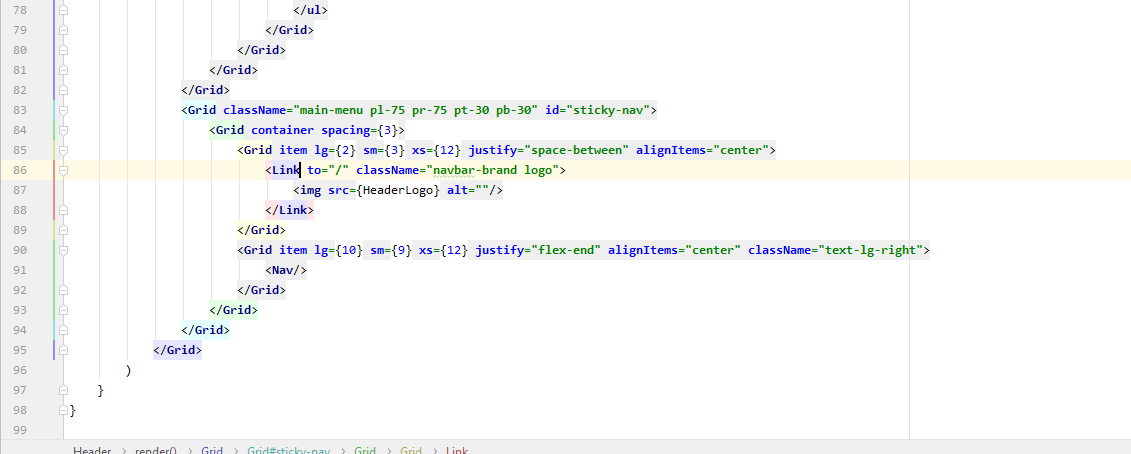 78 </ul>
79 </Grid>
80 </Grid>
81 </Grid>
82 </Grid>
83 <Grid className="main-menu pl-75 pr-75 pt-30 pb-30" id="sticky-nav">
84 <Grid container spacing={3}>
85 <Grid item lg={2} sm={3} xs={12} justify="space-between" alignItems="center">
86 <Link to="/" className="navbar-brand logo">
87 <img src={HeaderLogo} alt=""/>
88 </Link>
89 </Grid>
90 <Grid item lg={10} sm={9} xs={12} justify="flex-end" alignItems="center" className="text-lg-right">
91 <Nav/>
92 </Grid>
93 </Grid>
94 </Grid>
95 </Grid>
96 )
97 }
98 }
99
Header > render() > Grid > Grid#sticky-nav > Grid > Grid > Link